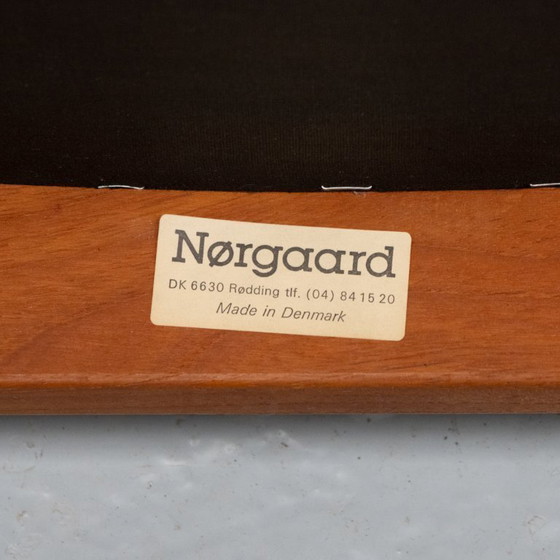 Nørgaard
DK 6630 Rødding tlf. (04) 84 15 20
Made in Denmark